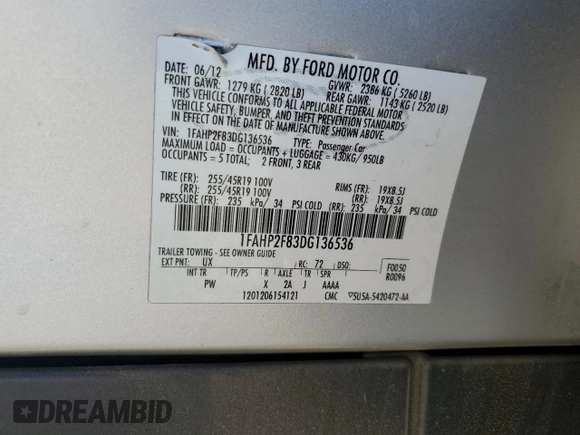 MFD. BY FORD MOTOR CO.
DATE: 06/12 GVWR: 2386 KG ( 5260 LB)
FRONT GAWR: 1279 KG ( 2820 LB) REAR GAWR: 1143 KG ( 2520 LB)
THIS VEHICLE CONFORMS TO ALL APPLICABLE FEDERAL MOTOR
VEHICLE SAFETY, BUMPER, AND THEFT PREVENTION STANDARDS
IN EFFECT ON THE DATE OF MANUFACTURE SHOWN ABOVE.
VIN: 1FAHP2F83DG136536 TYPE: Passenger Car
MAXIMUM LOAD = OCCUPANTS + LUGGAGE = 430KG/ 950LB
OCCUPANTS = 5 TOTAL; 2 FRONT, 3 REAR
TIRE (FR): 255/45R19 100V RIMS (FR): 19X8.5J
(RR): 255/45R19 100V (RR): 19X8.5J
PRESSURE (FR): 235 kPa/ 34 PSI COLD (RR): 235 kPa/ 34 PSI COLD
1FAHP2F83DG136536
TRAILER TOWING - SEE OWNER GUIDE
EXT PNT: UX RC: 72 DSO: F0050
R0096
INT TR TP/PS R AXLE TR SPR
PW X 2A J AAAA
1201206154121 CMC ▽5U5A-5420472-AA
DREAMBID